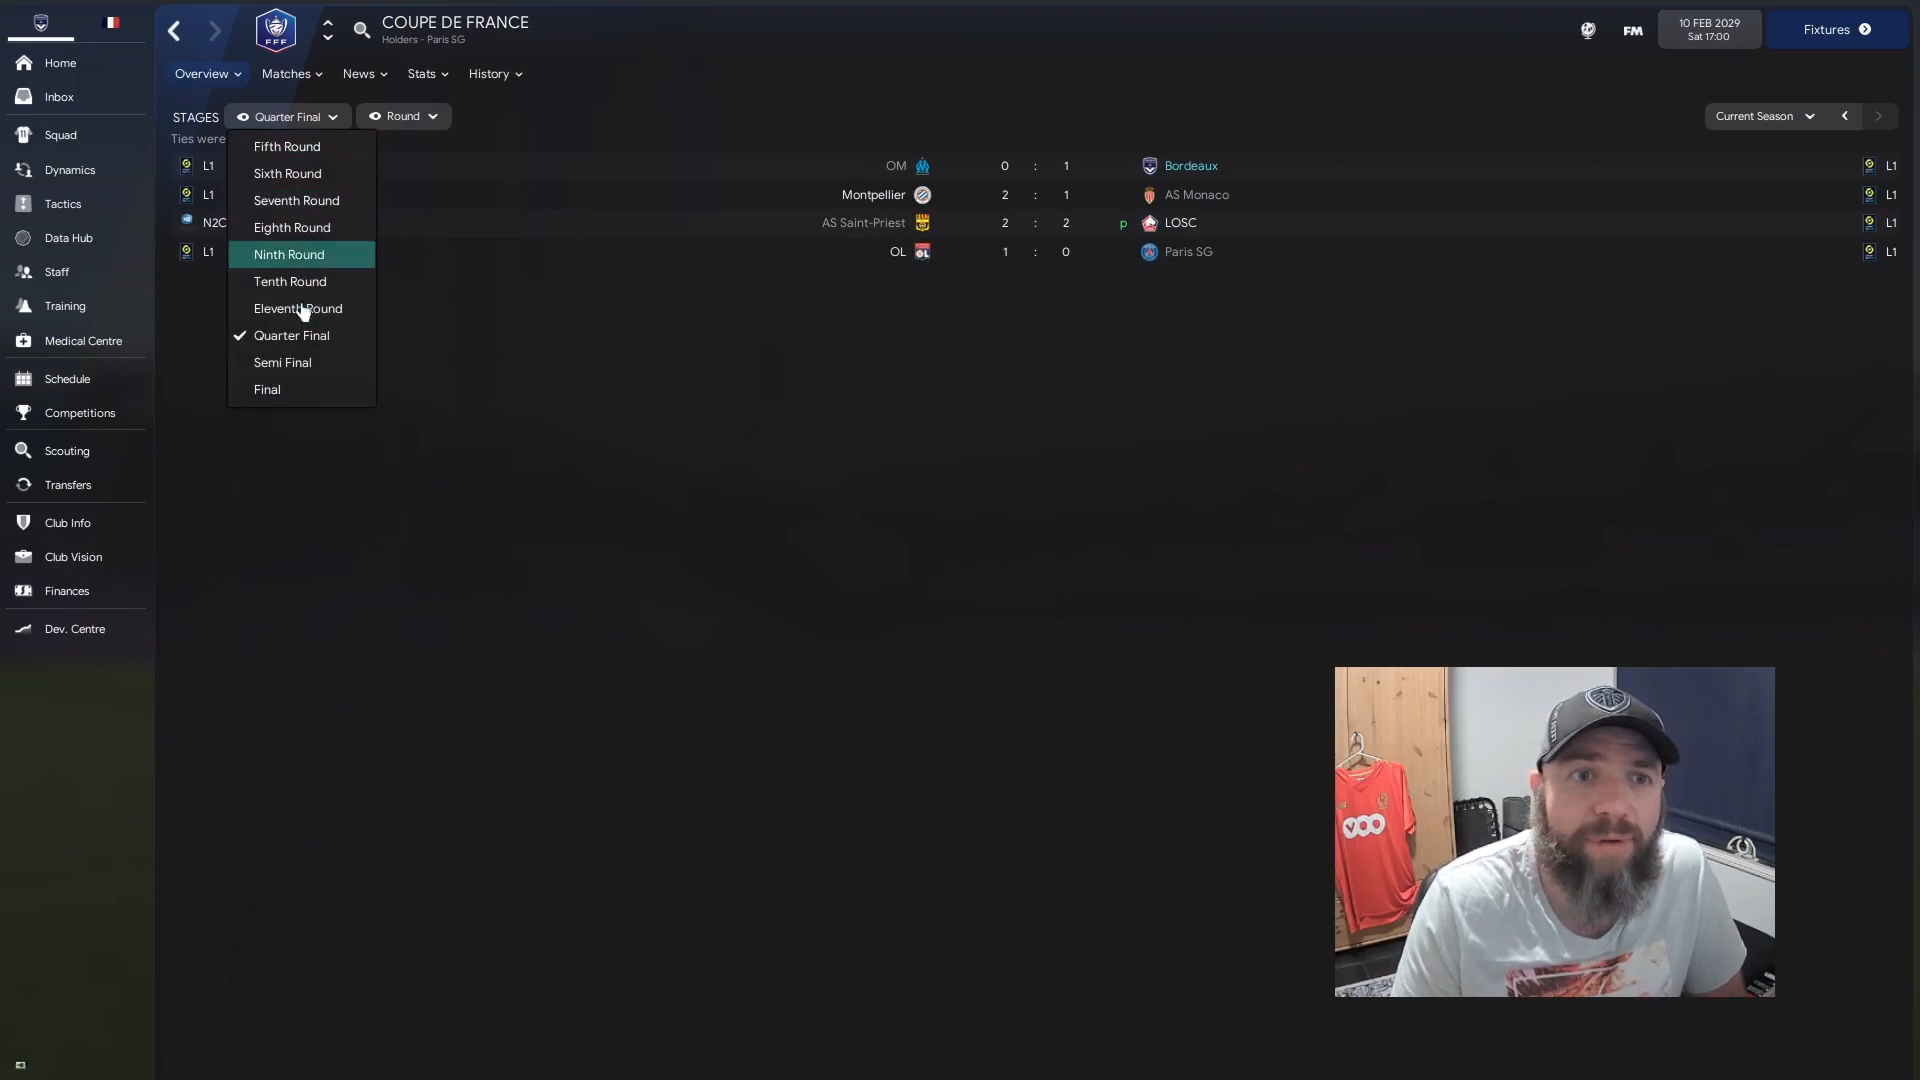 COUPE DE FRANCE
Holders - Paris SG
FM
10 FEB 2029
Sat 17:00
Fixtures
Home
Inbox
Squad
Dynamics
Tactics
Data Hub
Staff
Training
Medical Centre
Schedule
Competitions
Scouting
Transfers
Club Info
Club Vision
Finances
Dev. Centre
Overview
Matches
News
Stats
History
STAGES
Quarter Final
Round
Current Season
Ties were
Fifth Round
Sixth Round
Seventh Round
Eighth Round
Ninth Round
Tenth Round
Eleventh Round
Quarter Final
Semi Final
Final
L1 OM 0 : 1 Bordeaux L1
L1 Montpellier 2 : 1 AS Monaco L1
N2C AS Saint-Priest 2 : 2 p LOSC L1
L1 OL 1 : 0 Paris SG L1
FFF
VOO